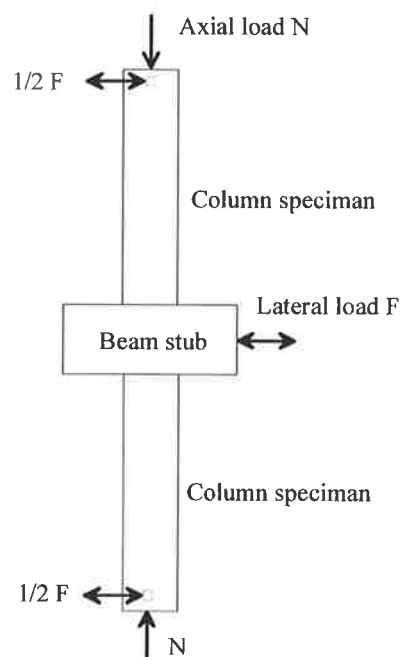 Axial load N
1/2 F
Column speciman
Lateral load F
Beam stub
Column speciman
1/2 F
N